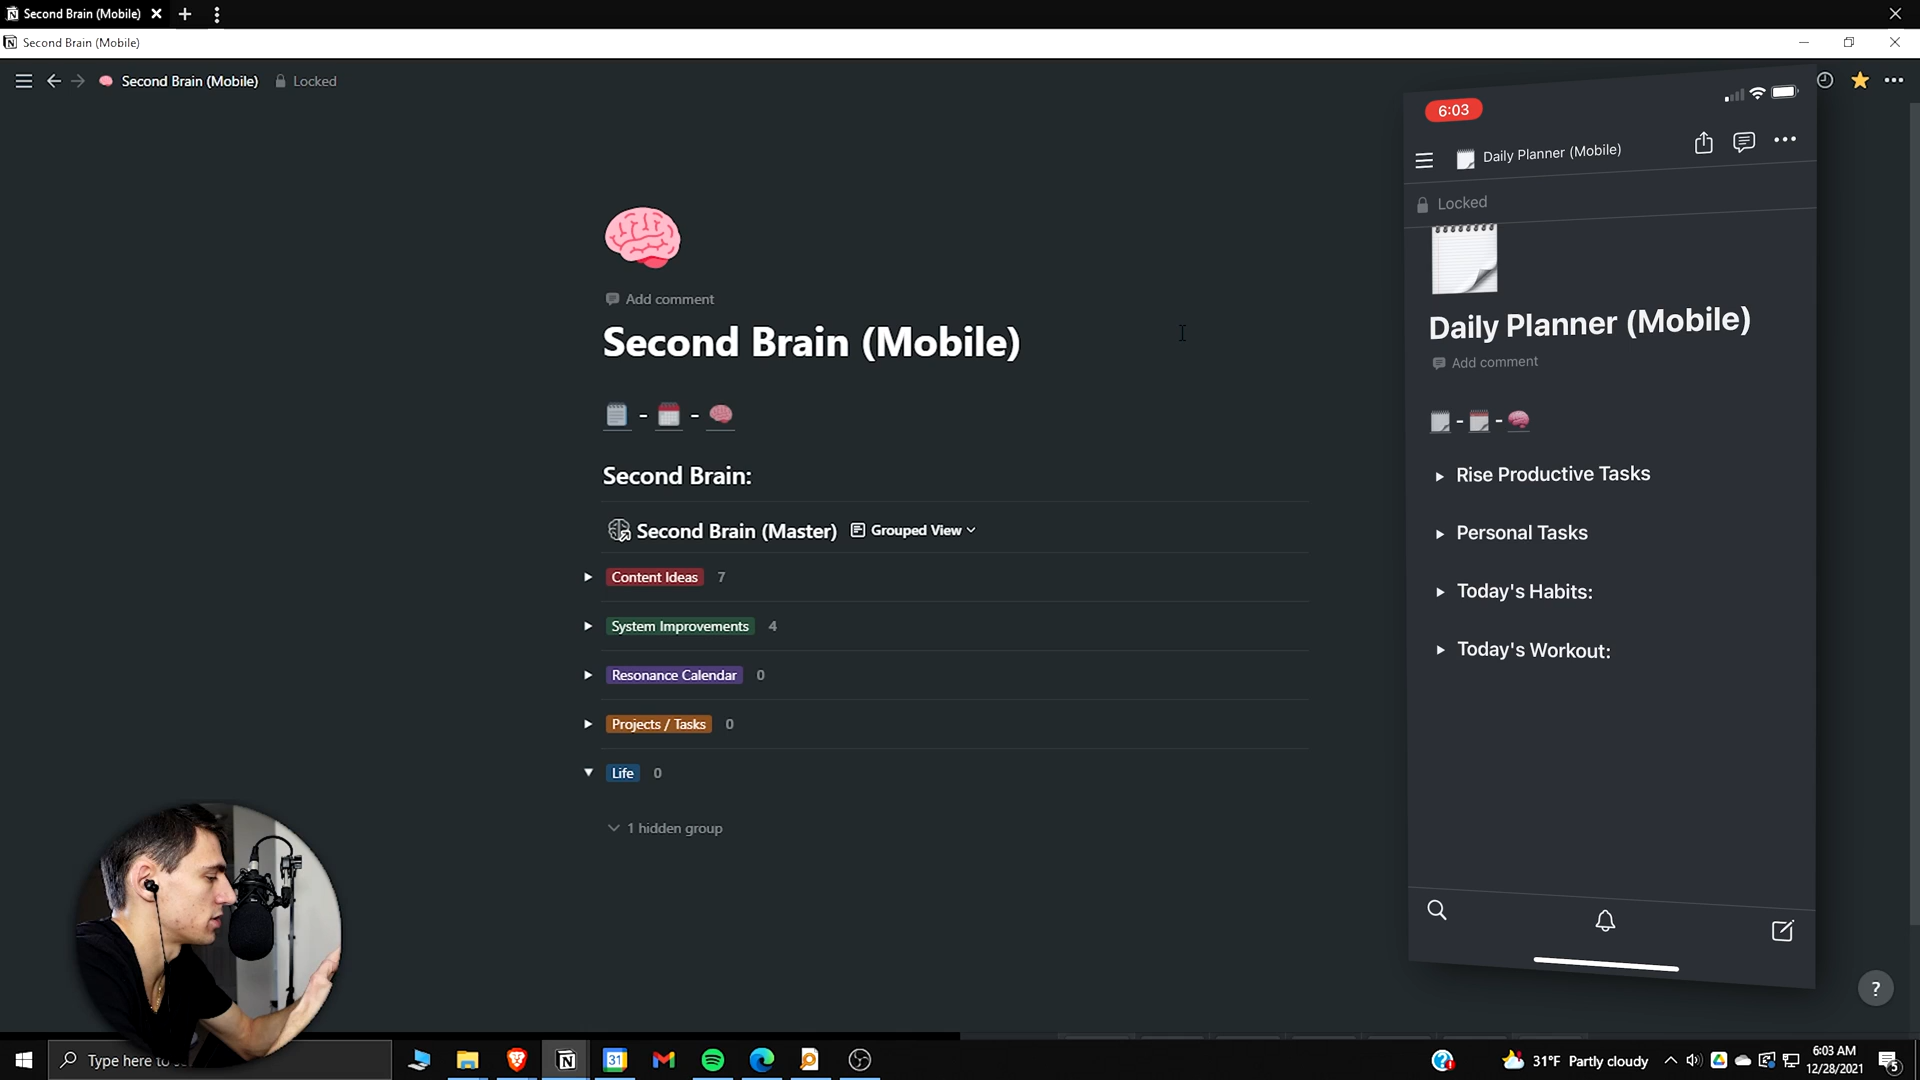 Second Brain (Mobile)
Second Brain (Mobile)
Second Brain (Mobile) Locked
Add comment
Second Brain (Mobile)
- -
Second Brain:
Second Brain (Master) Grouped View
Content Ideas 7
System Improvements 4
Resonance Calendar 0
Projects / Tasks 0
Life 0
1 hidden group
6:03
Daily Planner (Mobile)
Locked
Daily Planner (Mobile)
Add comment
- -
Rise Productive Tasks
Personal Tasks
Today's Habits:
Today's Workout:
?
Type here to
31
31°F Partly cloudy
6:03 AM
12/28/2021
5